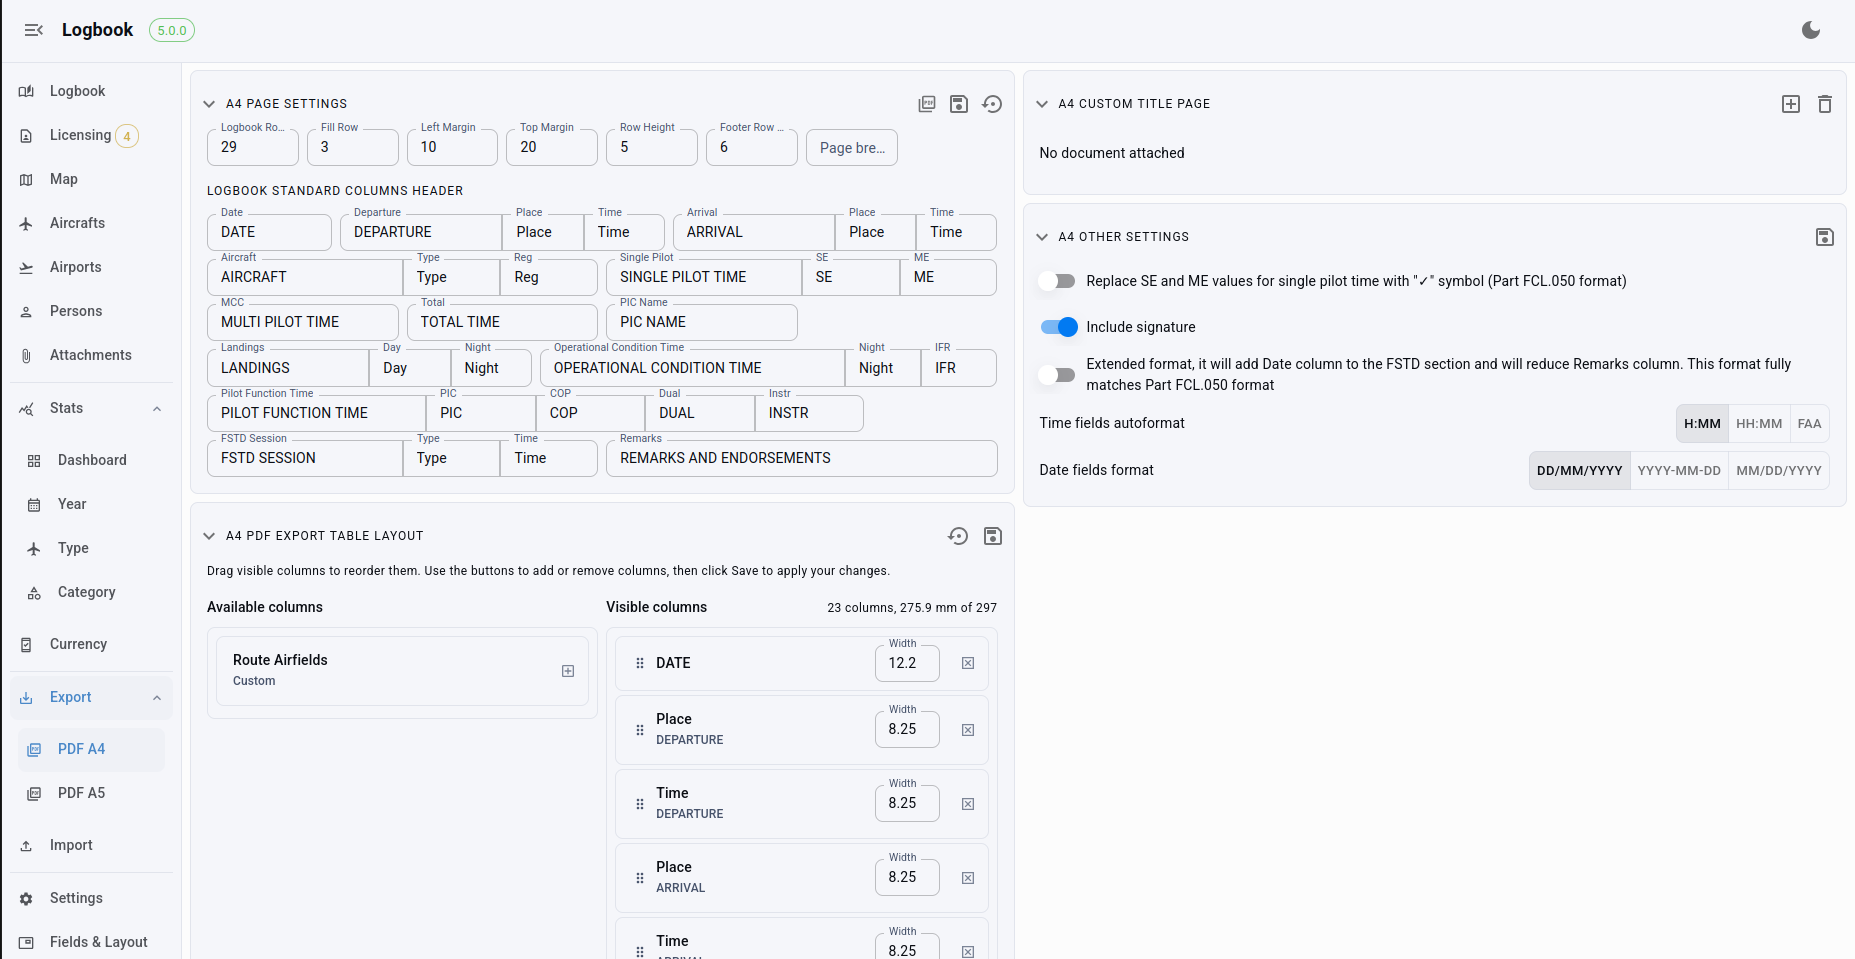 Logbook
5.0.0
Logbook
Licensing 4
Map
Aircrafts
Airports
Persons
Attachments
Stats
Dashboard
Year
Type
Category
Currency
Export
PDF A4
PDF A5
Import
Settings
Fields & Layout
A4 PAGE SETTINGS
Logbook Ro... Fill Row Left Margin Top Margin Row Height Footer Row ...
29 3 10 20 5 6 Page bre...
LOGBOOK STANDARD COLUMNS HEADER
Date Departure Place Time Arrival Place Time
DATE DEPARTURE Place Time ARRIVAL Place Time
Aircraft Type Reg Single Pilot SE ME
AIRCRAFT Type Reg SINGLE PILOT TIME SE ME
MCC Total PIC Name
MULTI PILOT TIME TOTAL TIME PIC NAME
Landings Day Night Operational Condition Time Night IFR
LANDINGS Day Night OPERATIONAL CONDITION TIME Night IFR
Pilot Function Time PIC COP Dual Instr
PILOT FUNCTION TIME PIC COP DUAL INSTR
FSTD Session Type Time Remarks
FSTD SESSION Type Time REMARKS AND ENDORSEMENTS
A4 PDF EXPORT TABLE LAYOUT
Drag visible columns to reorder them. Use the buttons to add or remove columns, then click Save to apply your changes.
Available columns
Route Airfields
Custom
Visible columns 23 columns, 275.9 mm of 297
Width
DATE 12.2
Width
Place 8.25
DEPARTURE
Width
Time 8.25
DEPARTURE
Width
Place 8.25
ARRIVAL
Width
Time 8.25
ARRIVAL
A4 CUSTOM TITLE PAGE
No document attached
A4 OTHER SETTINGS
Replace SE and ME values for single pilot time with "✓" symbol (Part FCL.050 format)
Include signature
Extended format, it will add Date column to the FSTD section and will reduce Remarks column. This format fully
matches Part FCL.050 format
Time fields autoformat H:MM HH:MM FAA
Date fields format DD/MM/YYYY YYYY-MM-DD MM/DD/YYYY